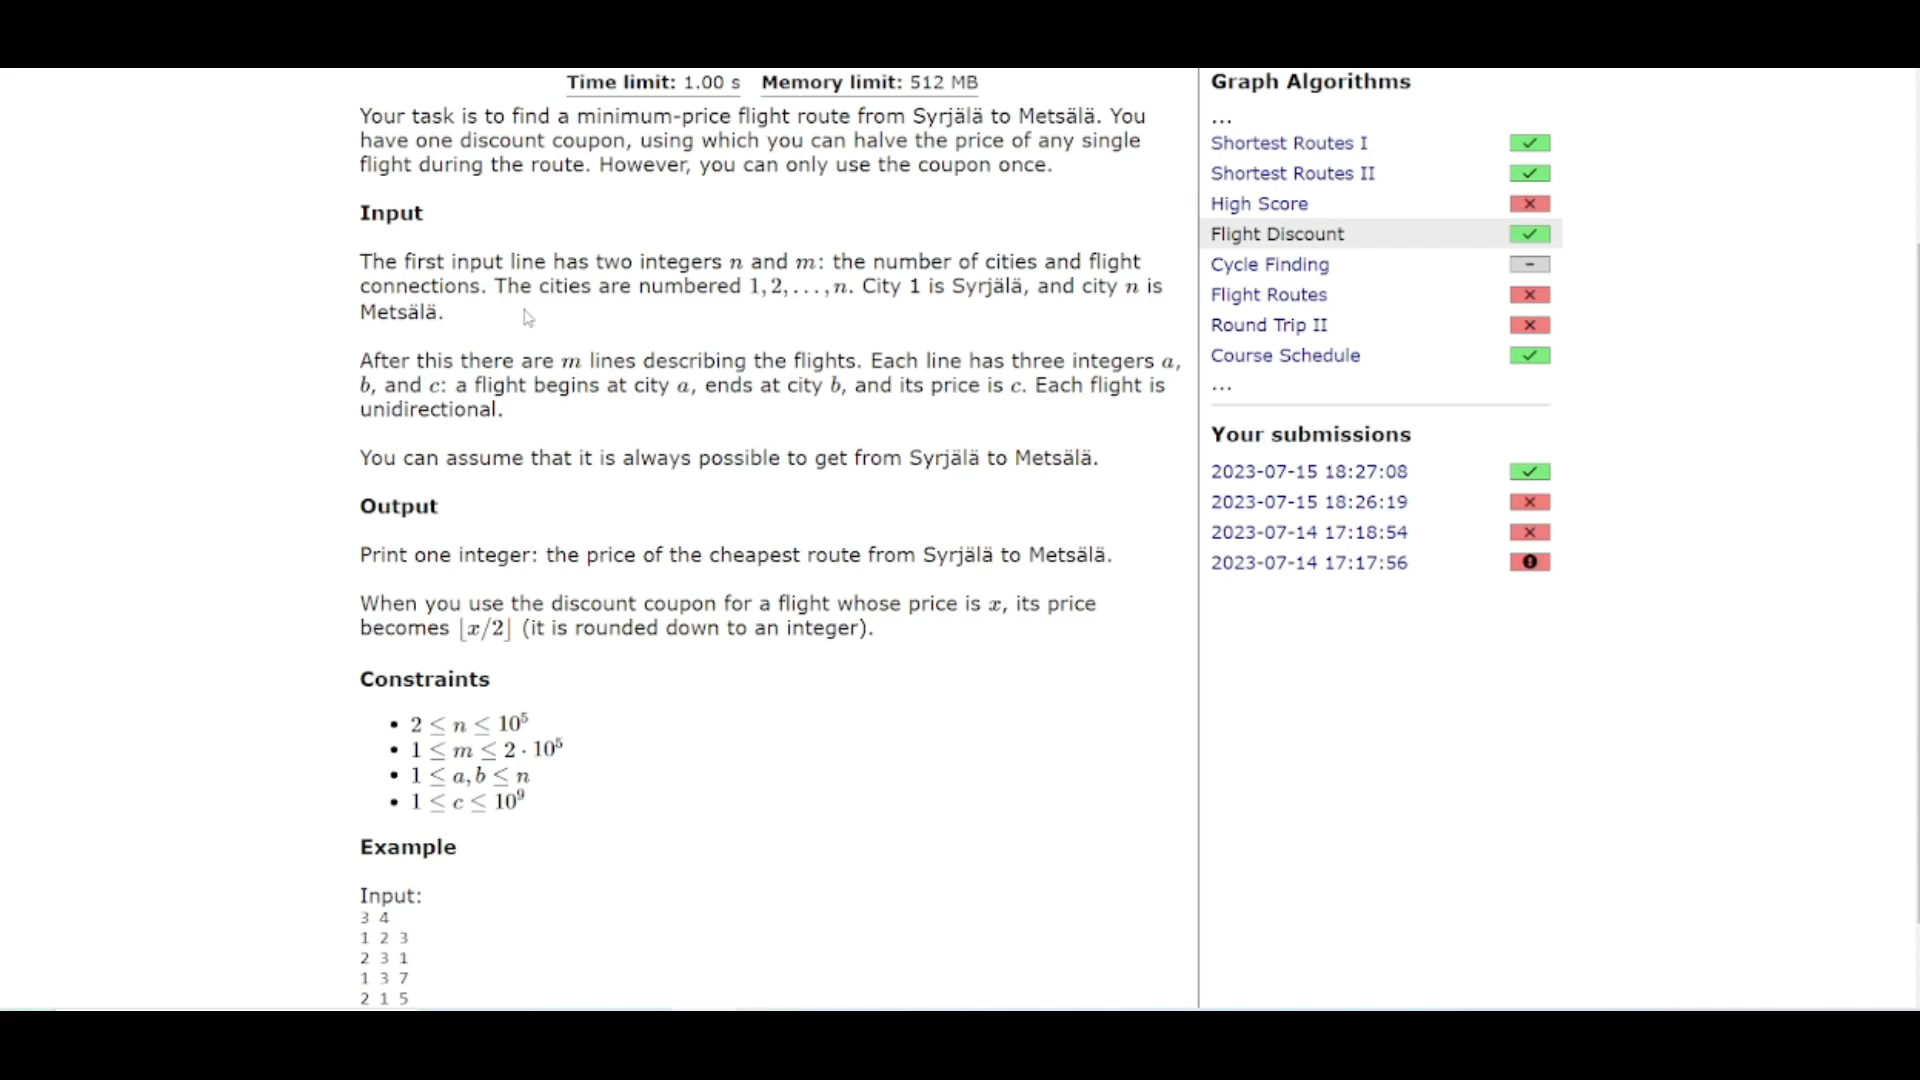 Time limit: 1.00 s Memory limit: 512 MB
Your task is to find a minimum-price flight route from Syrjälä to Metsälä. You
have one discount coupon, using which you can halve the price of any single
flight during the route. However, you can only use the coupon once.
Input
The first input line has two integers n and m: the number of cities and flight
connections. The cities are numbered 1, 2, . . . , n. City 1 is Syrjälä, and city n is
Metsälä.
After this there are m lines describing the flights. Each line has three integers a,
b, and c: a flight begins at city a, ends at city b, and its price is c. Each flight is
unidirectional.
You can assume that it is always possible to get from Syrjälä to Metsälä.
Output
Print one integer: the price of the cheapest route from Syrjälä to Metsälä.
When you use the discount coupon for a flight whose price is x, its price
becomes ⌊x/2⌋ (it is rounded down to an integer).
Constraints
• 2 ≤ n ≤ 10⁵
• 1 ≤ m ≤ 2 · 10⁵
• 1 ≤ a, b ≤ n
• 1 ≤ c ≤ 10⁹
Example
Input:
3 4
1 2 3
2 3 1
1 3 7
2 1 5
Graph Algorithms
...
Shortest Routes I
Shortest Routes II
High Score
Flight Discount
Cycle Finding
Flight Routes
Round Trip II
Course Schedule
...
Your submissions
2023-07-15 18:27:08
2023-07-15 18:26:19
2023-07-14 17:18:54
2023-07-14 17:17:56